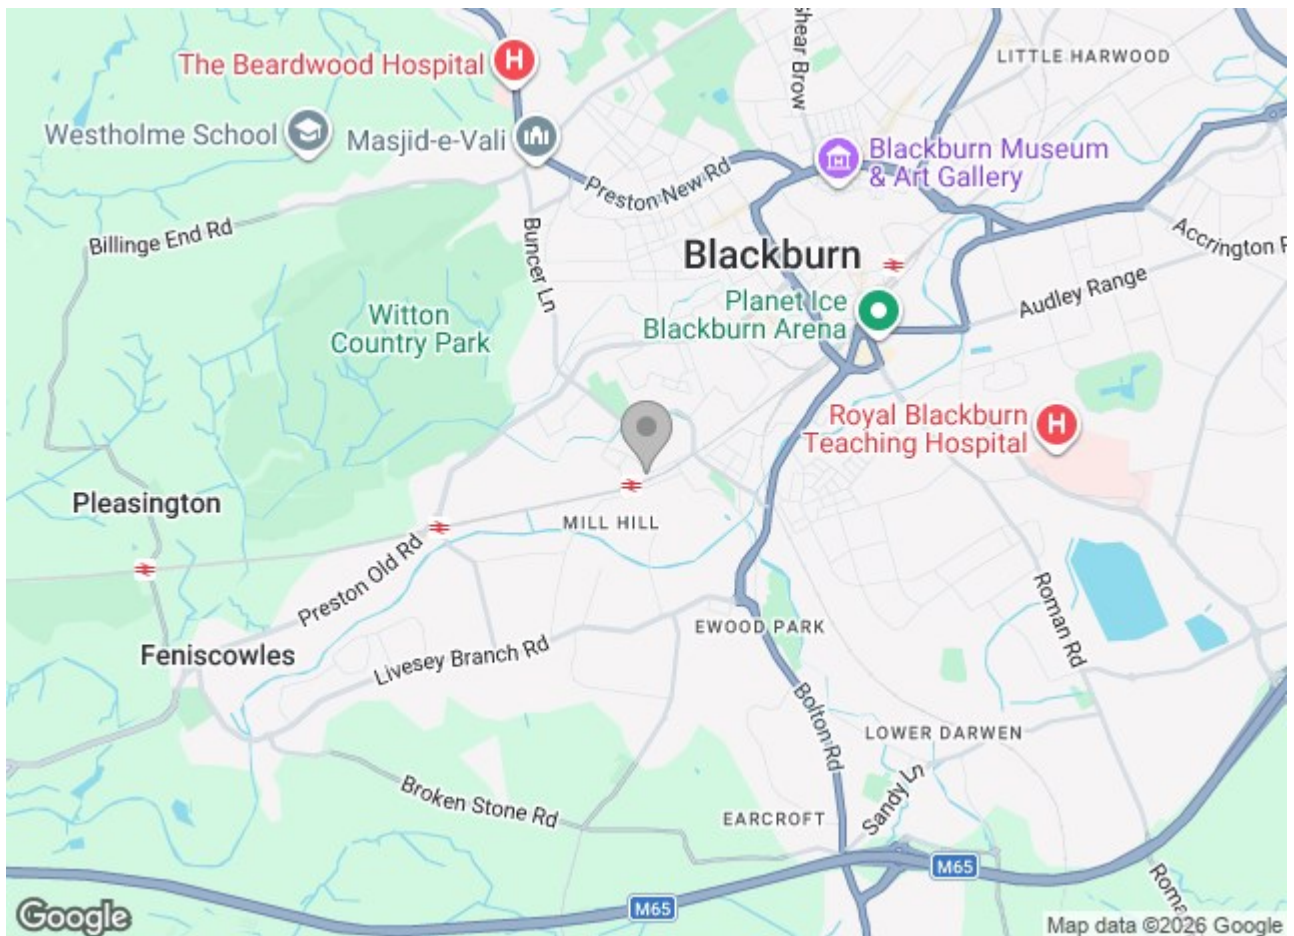 Shear Brow
LITTLE HARWOOD
The Beardwood Hospital
H
Westholme School
Masjid-e-Vali
Blackburn Museum
& Art Gallery
Preston New Rd
Billinge End Rd
Buncer Ln
Blackburn
Accrington R
Audley Range
Planet Ice
Blackburn Arena
Witton
Country Park
Royal Blackburn
Teaching Hospital
H
Pleasington
MILL HILL
Preston Old Rd
Roman Rd
EWOOD PARK
Feniscowles
Livesey Branch Rd
Bolton Rd
LOWER DARWEN
Sandy Ln
Broken Stone Rd
EARCROFT
M65
Roma
M65
Google
Map data ©2026 Google